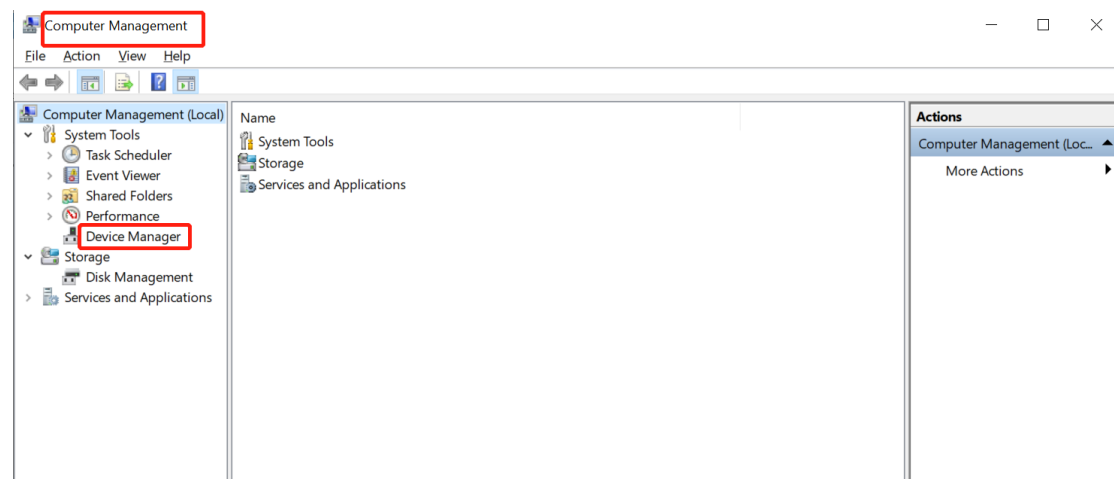 Computer Management
File Action View Help
Computer Management (Local)
System Tools
Task Scheduler
Event Viewer
Shared Folders
Performance
Device Manager
Storage
Disk Management
Services and Applications
Name
System Tools
Storage
Services and Applications
Actions
Computer Management (Loc...
More Actions